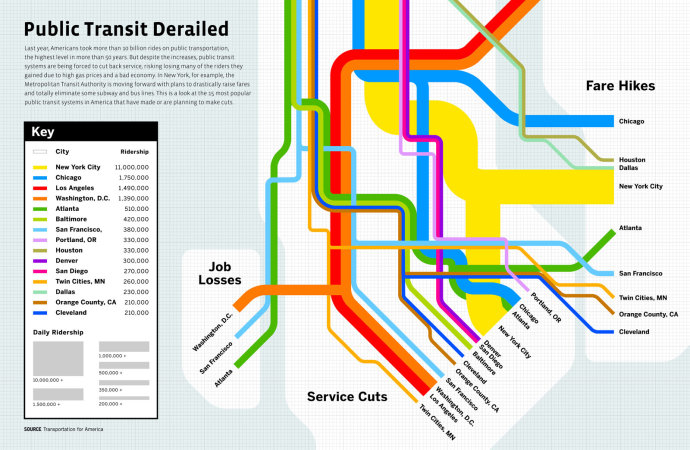 Public Transit Derailed
Last year, Americans took more than 10 billion rides on public transportation,
the highest level in more than 50 years. But despite the increases, public transit
systems are being forced to cut back service, risking losing many of the riders they
gained due to high gas prices and a bad economy. In New York, for example, the
Metropolitan Transit Authority is moving forward with plans to drastically raise fares
and totally eliminate some subway and bus lines. This is a look at the 15 most popular
public transit systems in America that have made or are planning to make cuts.
Key
City Ridership
New York City 11,000,000
Chicago 1,750,000
Los Angeles 1,490,000
Washington, D.C. 1,390,000
Atlanta 510,000
Baltimore 420,000
San Francisco, 380,000
Portland, OR 330,000
Houston 330,000
Denver 300,000
San Diego 270,000
Twin Cities, MN 260,000
Dallas 230,000
Orange County, CA 210,000
Cleveland 210,000
Daily Ridership
10,000,000 +
1,500,000 +
1,000,000 +
500,000 +
350,000 +
200,000 +
SOURCE Transportation for America
Job
Losses
Washington, D.C.
San Francisco
Atlanta
Service Cuts
Twin Cities, MN
Los Angeles
Washington, D.C.
San Francisco
Orange County, CA
Cleveland
Baltimore
San Diego
Denver
New York City
Atlanta
Chicago
Portland, OR
Fare Hikes
Chicago
Houston
Dallas
New York City
Atlanta
San Francisco
Twin Cities, MN
Orange County, CA
Cleveland